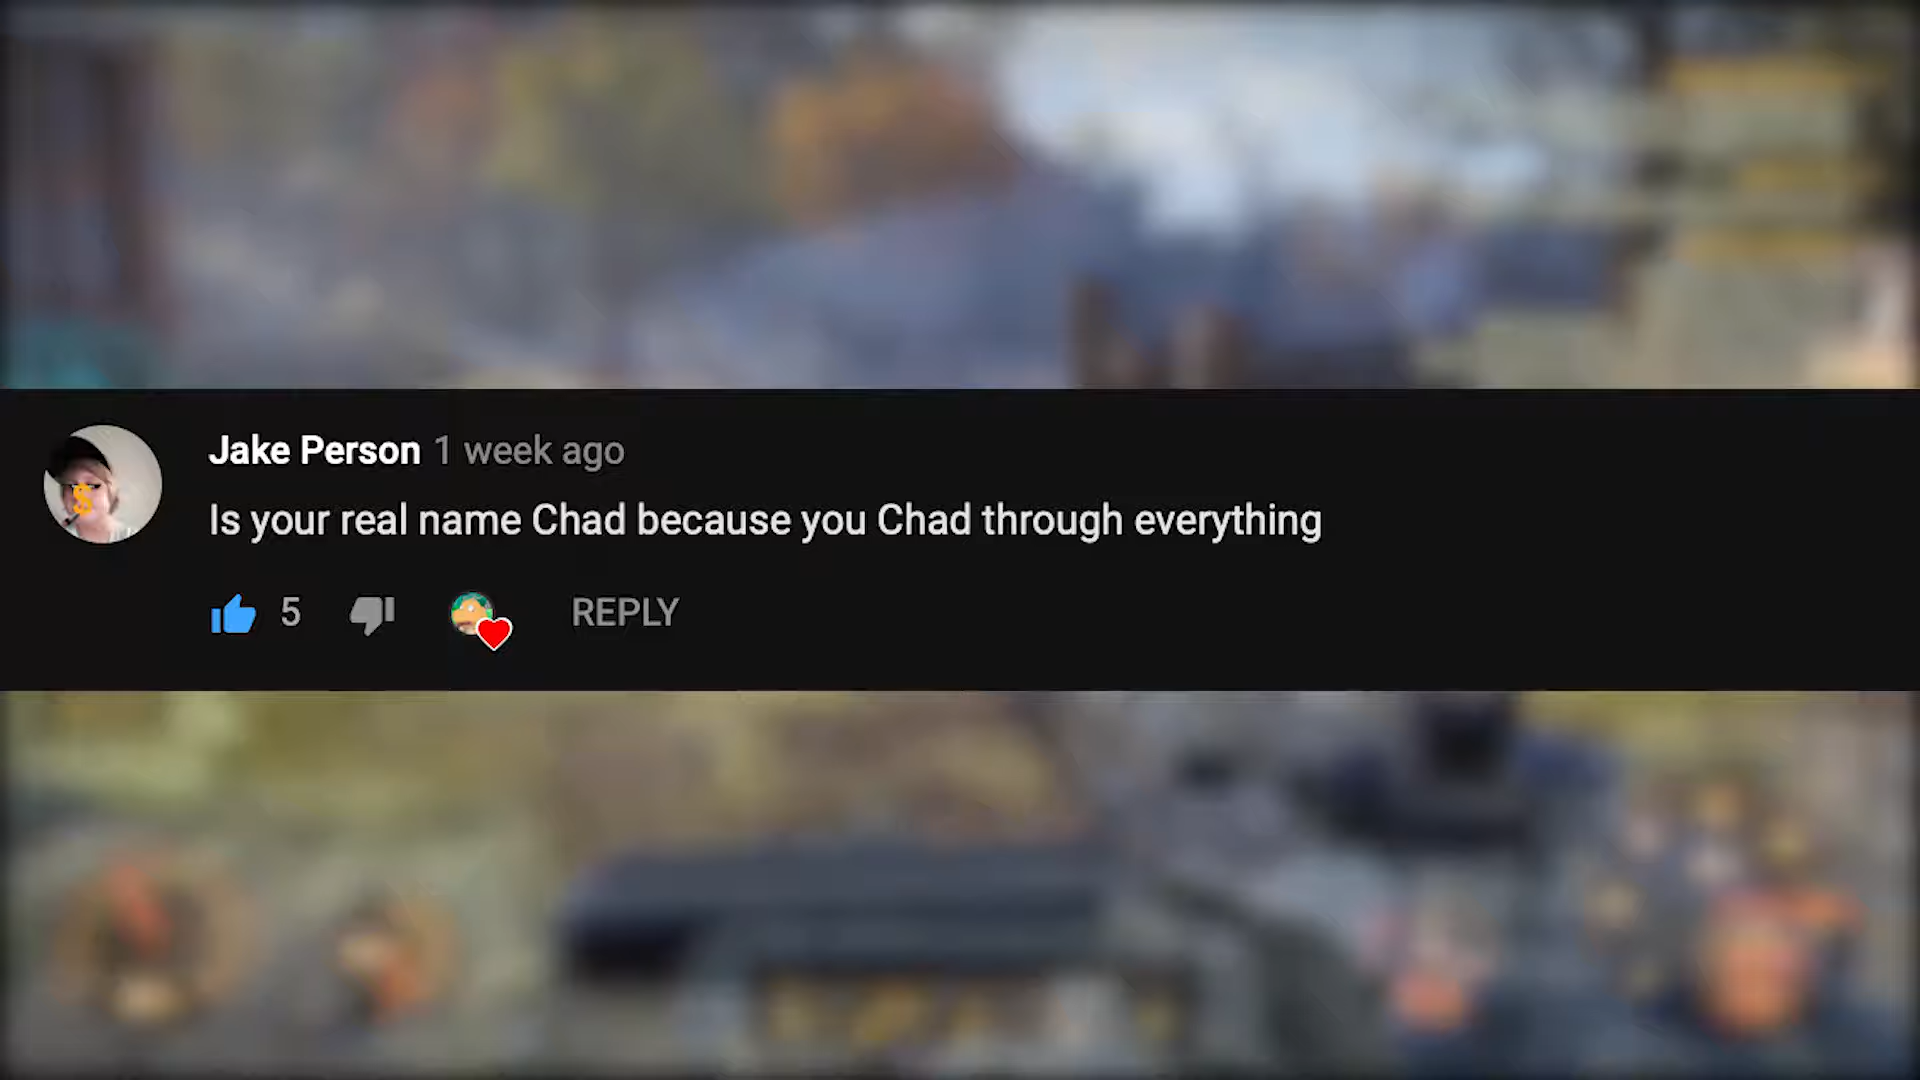 Jake Person 1 week ago
Is your real name Chad because you Chad through everything
5 REPLY